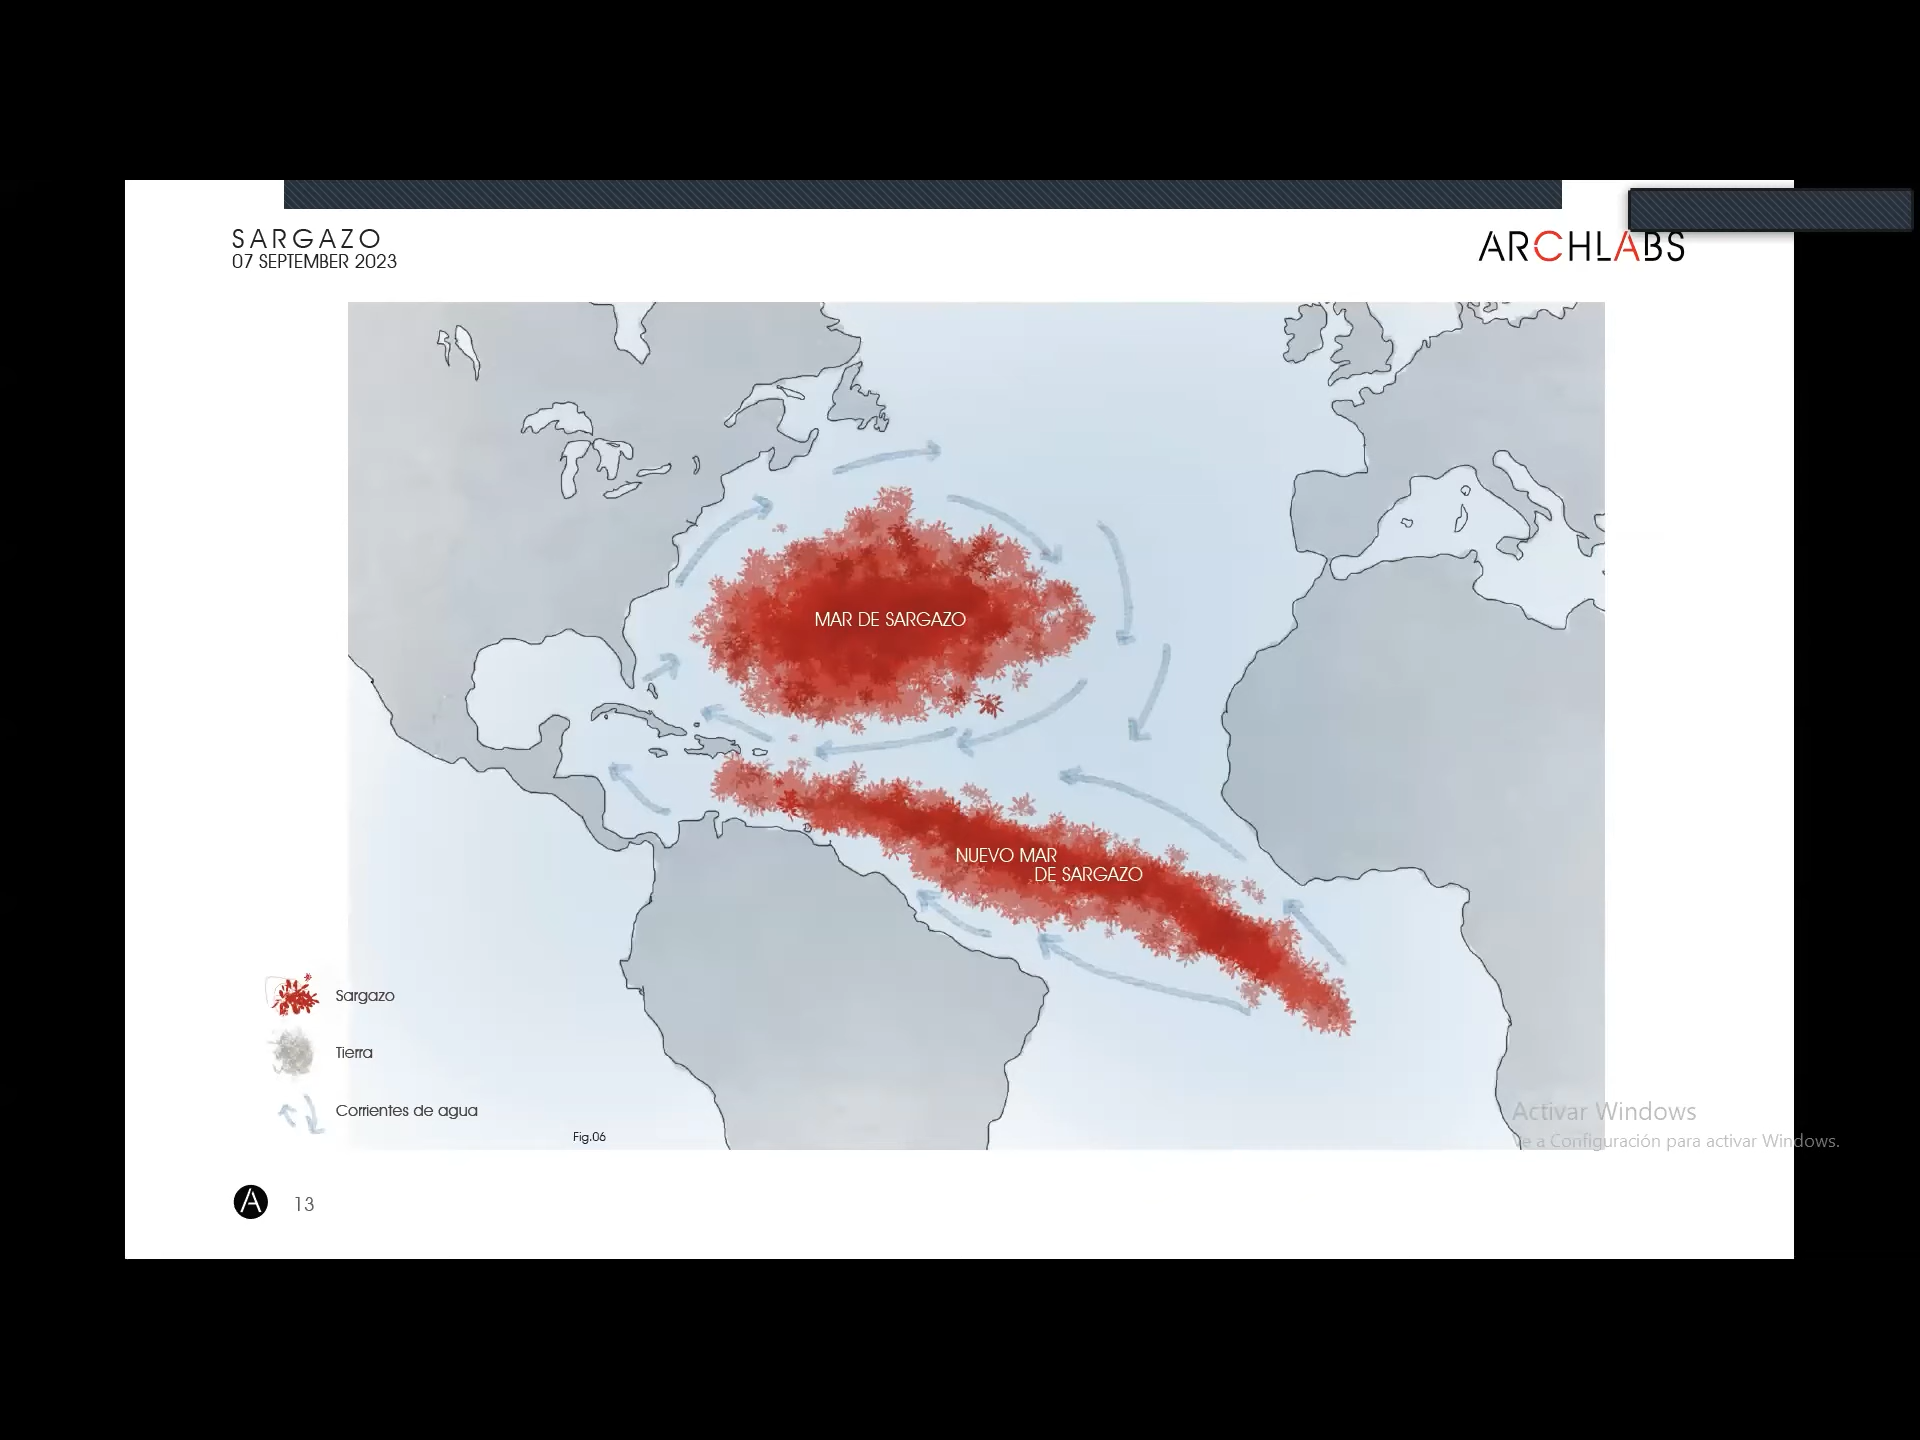 SARGAZO
07 SEPTEMBER 2023
ARCHLABS
MAR DE SARGAZO
NUEVO MAR
DE SARGAZO
Sargazo
Tierra
Corrientes de agua
Fig.06
Activar Windows
Ve a Configuración para activar Windows.
A
13